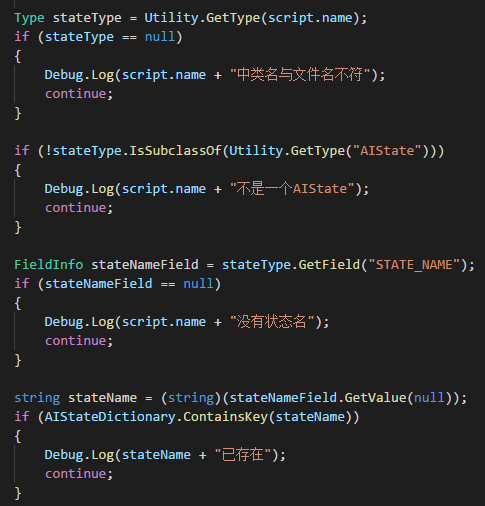 Type stateType = Utility.GetType(script.name);
if (stateType == null)
{
    Debug.Log(script.name + "中类名与文件名不符");
    continue;
}

if (!stateType.IsSubclassOf(Utility.GetType("AIState")))
{
    Debug.Log(script.name + "不是一个AIState");
    continue;
}

FieldInfo stateNameField = stateType.GetField("STATE_NAME");
if (stateNameField == null)
{
    Debug.Log(script.name + "没有状态名");
    continue;
}

string stateName = (string)(stateNameField.GetValue(null));
if (AIStateDictionary.ContainsKey(stateName))
{
    Debug.Log(stateName + "已存在");
    continue;
}